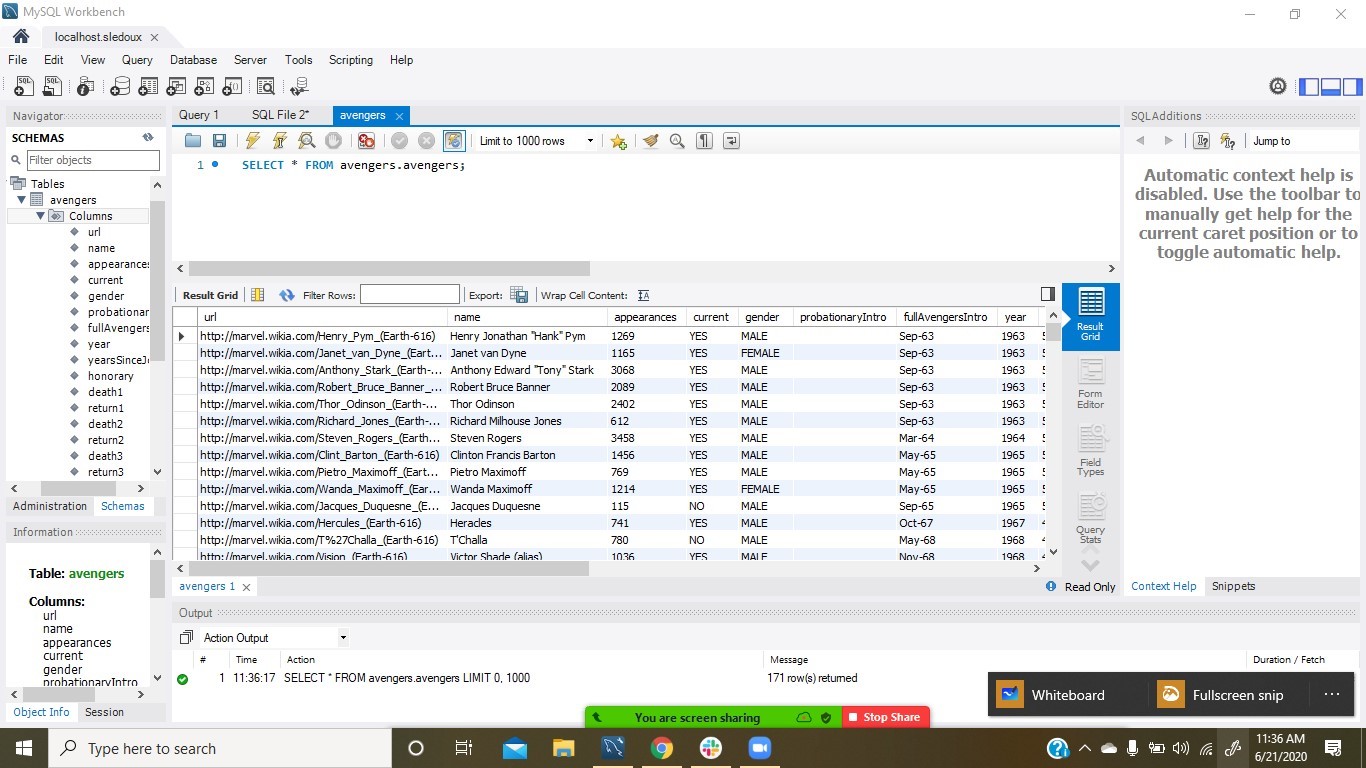 MySQL Workbench
localhost.sledoux
File Edit View Query Database Server Tools Scripting Help
Navigator
SCHEMAS
Filter objects
Tables
avengers
Columns
url
name
appearances
current
gender
probationar
fullAvengers
year
yearsSinceJ
honorary
death1
return1
death2
return2
death3
return3
Administration Schemas
Information
Table: avengers
Columns:
url
name
appearances
current
gender
probationaryIntro
Object Info Session
Query 1 SQL File 2* avengers
Limit to 1000 rows
1 SELECT * FROM avengers.avengers;
Result Grid Filter Rows: Export: Wrap Cell Content:
url name appearances current gender probationaryIntro fullAvengersIntro year
http://marvel.wikia.com/Henry_Pym_(Earth-616) Henry Jonathan "Hank" Pym 1269 YES MALE Sep-63 1963 5
http://marvel.wikia.com/Janet_van_Dyne_(Eart... Janet van Dyne 1165 YES FEMALE Sep-63 1963 5
http://marvel.wikia.com/Anthony_Stark_(Earth-... Anthony Edward "Tony" Stark 3068 YES MALE Sep-63 1963 5
http://marvel.wikia.com/Robert_Bruce_Banner_... Robert Bruce Banner 2089 YES MALE Sep-63 1963 5
http://marvel.wikia.com/Thor_Odinson_(Earth-... Thor Odinson 2402 YES MALE Sep-63 1963 5
http://marvel.wikia.com/Richard_Jones_(Earth-... Richard Milhouse Jones 612 YES MALE Sep-63 1963 5
http://marvel.wikia.com/Steven_Rogers_(Earth... Steven Rogers 3458 YES MALE Mar-64 1964 5
http://marvel.wikia.com/Clint_Barton_(Earth-616) Clinton Francis Barton 1456 YES MALE May-65 1965 5
http://marvel.wikia.com/Pietro_Maximoff_(Eart... Pietro Maximoff 769 YES MALE May-65 1965 5
http://marvel.wikia.com/Wanda_Maximoff_(Ear... Wanda Maximoff 1214 YES FEMALE May-65 1965 5
http://marvel.wikia.com/Jacques_Duquesne_(E... Jacques Duquesne 115 NO MALE Sep-65 1965 5
http://marvel.wikia.com/Hercules_(Earth-616) Heracles 741 YES MALE Oct-67 1967 4
http://marvel.wikia.com/T%27Challa_(Earth-616) T'Challa 780 NO MALE May-68 1968 4
http://marvel.wikia.com/Vision_(Earth-616) Victor Shade (alias) 1036 YES MALE Nov-68 1968 4
Result
Grid
Form
Editor
Field
Types
Query
Stats
avengers 1 Read Only
Output
Action Output
# Time Action Message Duration / Fetch
1 11:36:17 SELECT * FROM avengers.avengers LIMIT 0, 1000 171 row(s) returned
SQLAdditions
Jump to
Automatic context help is
disabled. Use the toolbar to
manually get help for the
current caret position or to
toggle automatic help.
Context Help Snippets
Whiteboard Fullscreen snip
You are screen sharing Stop Share
Type here to search
11:36 AM
6/21/2020